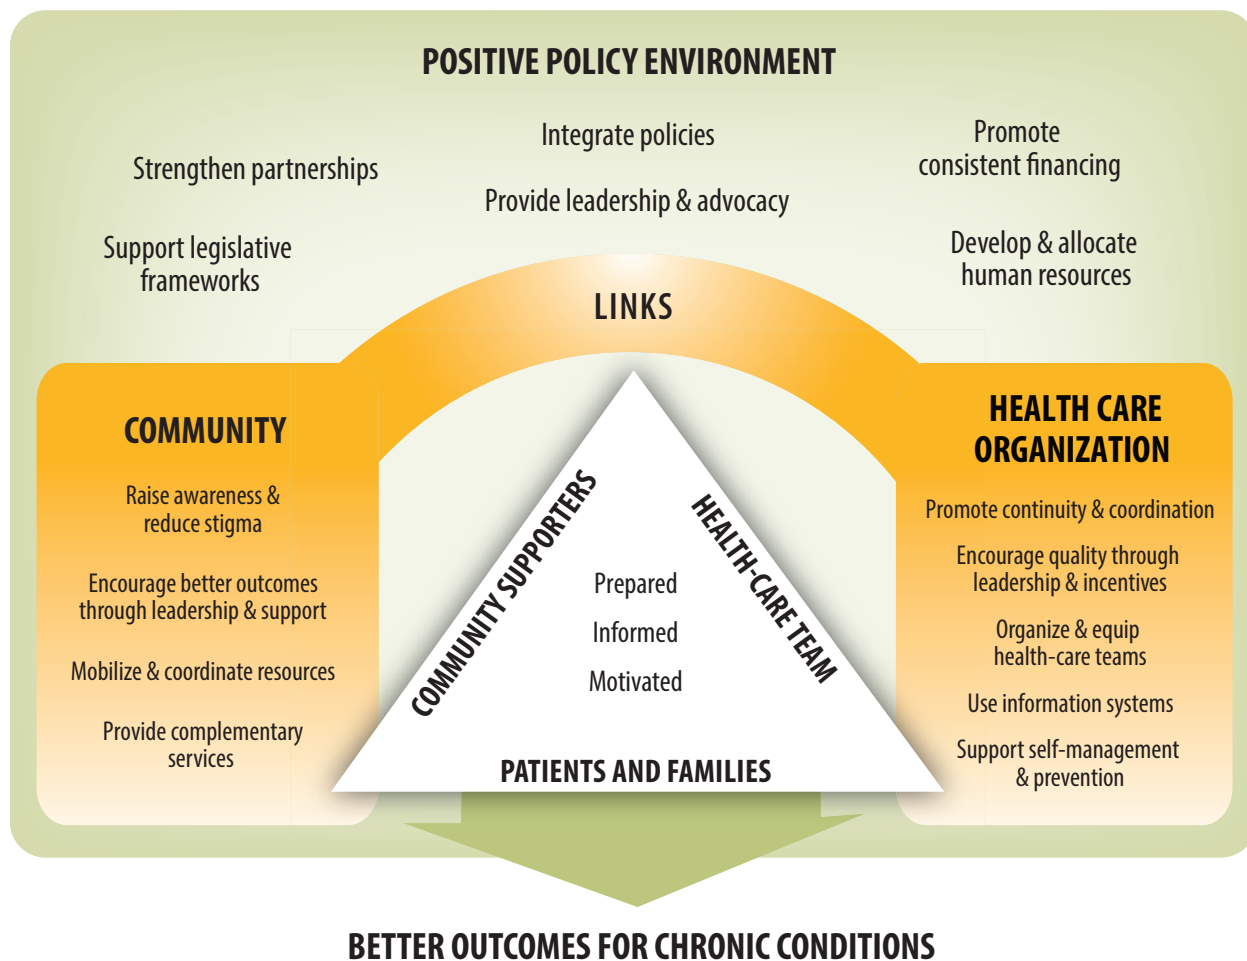 POSITIVE POLICY ENVIRONMENT
Strengthen partnerships
Support legislative
frameworks
Integrate policies
Provide leadership & advocacy
Promote
consistent financing
Develop & allocate
human resources
LINKS
COMMUNITY
Raise awareness &
reduce stigma
Encourage better outcomes
through leadership & support
Mobilize & coordinate resources
Provide complementary
services
COMMUNITY SUPPORTERS
HEALTH-CARE TEAM
Prepared
Informed
Motivated
PATIENTS AND FAMILIES
HEALTH CARE
ORGANIZATION
Promote continuity & coordination
Encourage quality through
leadership & incentives
Organize & equip
health-care teams
Use information systems
Support self-management
& prevention
BETTER OUTCOMES FOR CHRONIC CONDITIONS